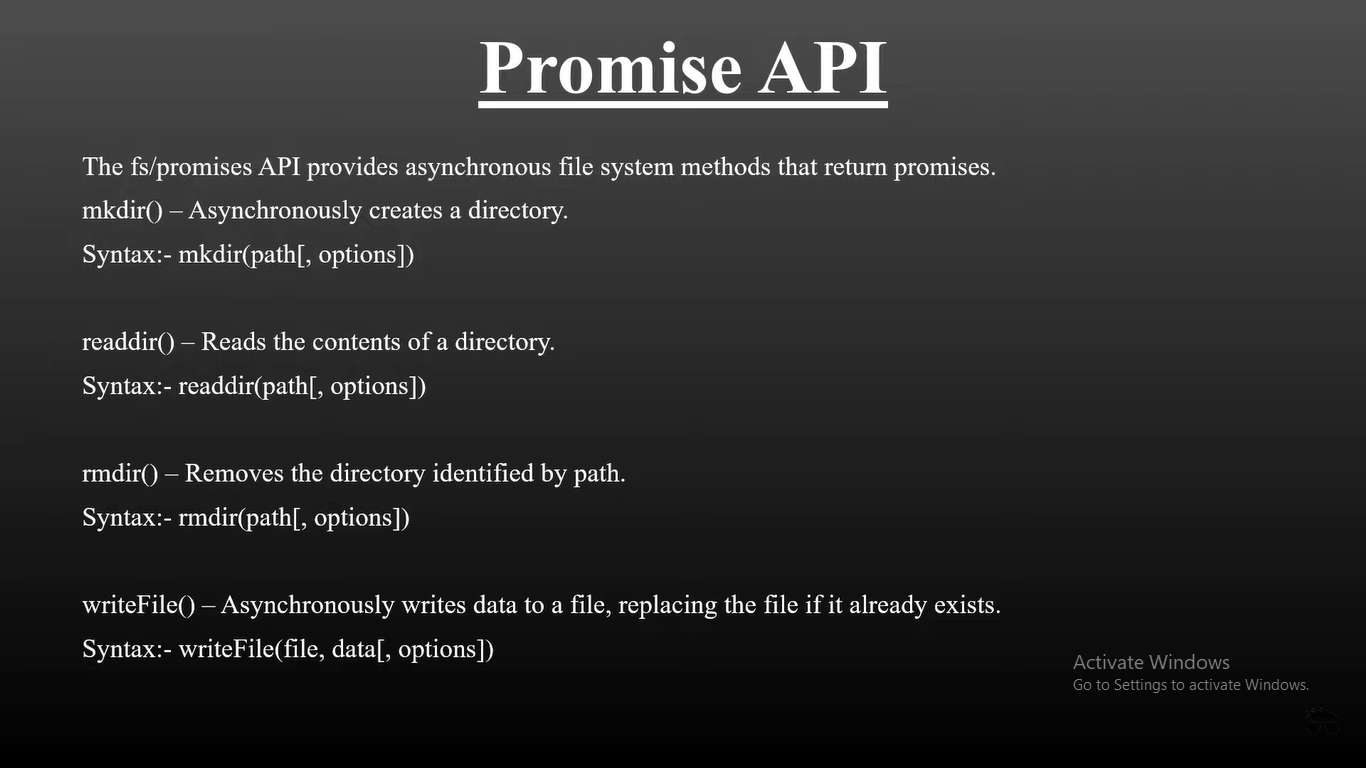 Promise API
The fs/promises API provides asynchronous file system methods that return promises.
mkdir() – Asynchronously creates a directory.
Syntax:- mkdir(path[, options])
readdir() – Reads the contents of a directory.
Syntax:- readdir(path[, options])
rmdir() – Removes the directory identified by path.
Syntax:- rmdir(path[, options])
writeFile() – Asynchronously writes data to a file, replacing the file if it already exists.
Syntax:- writeFile(file, data[, options])
Activate Windows
Go to Settings to activate Windows.